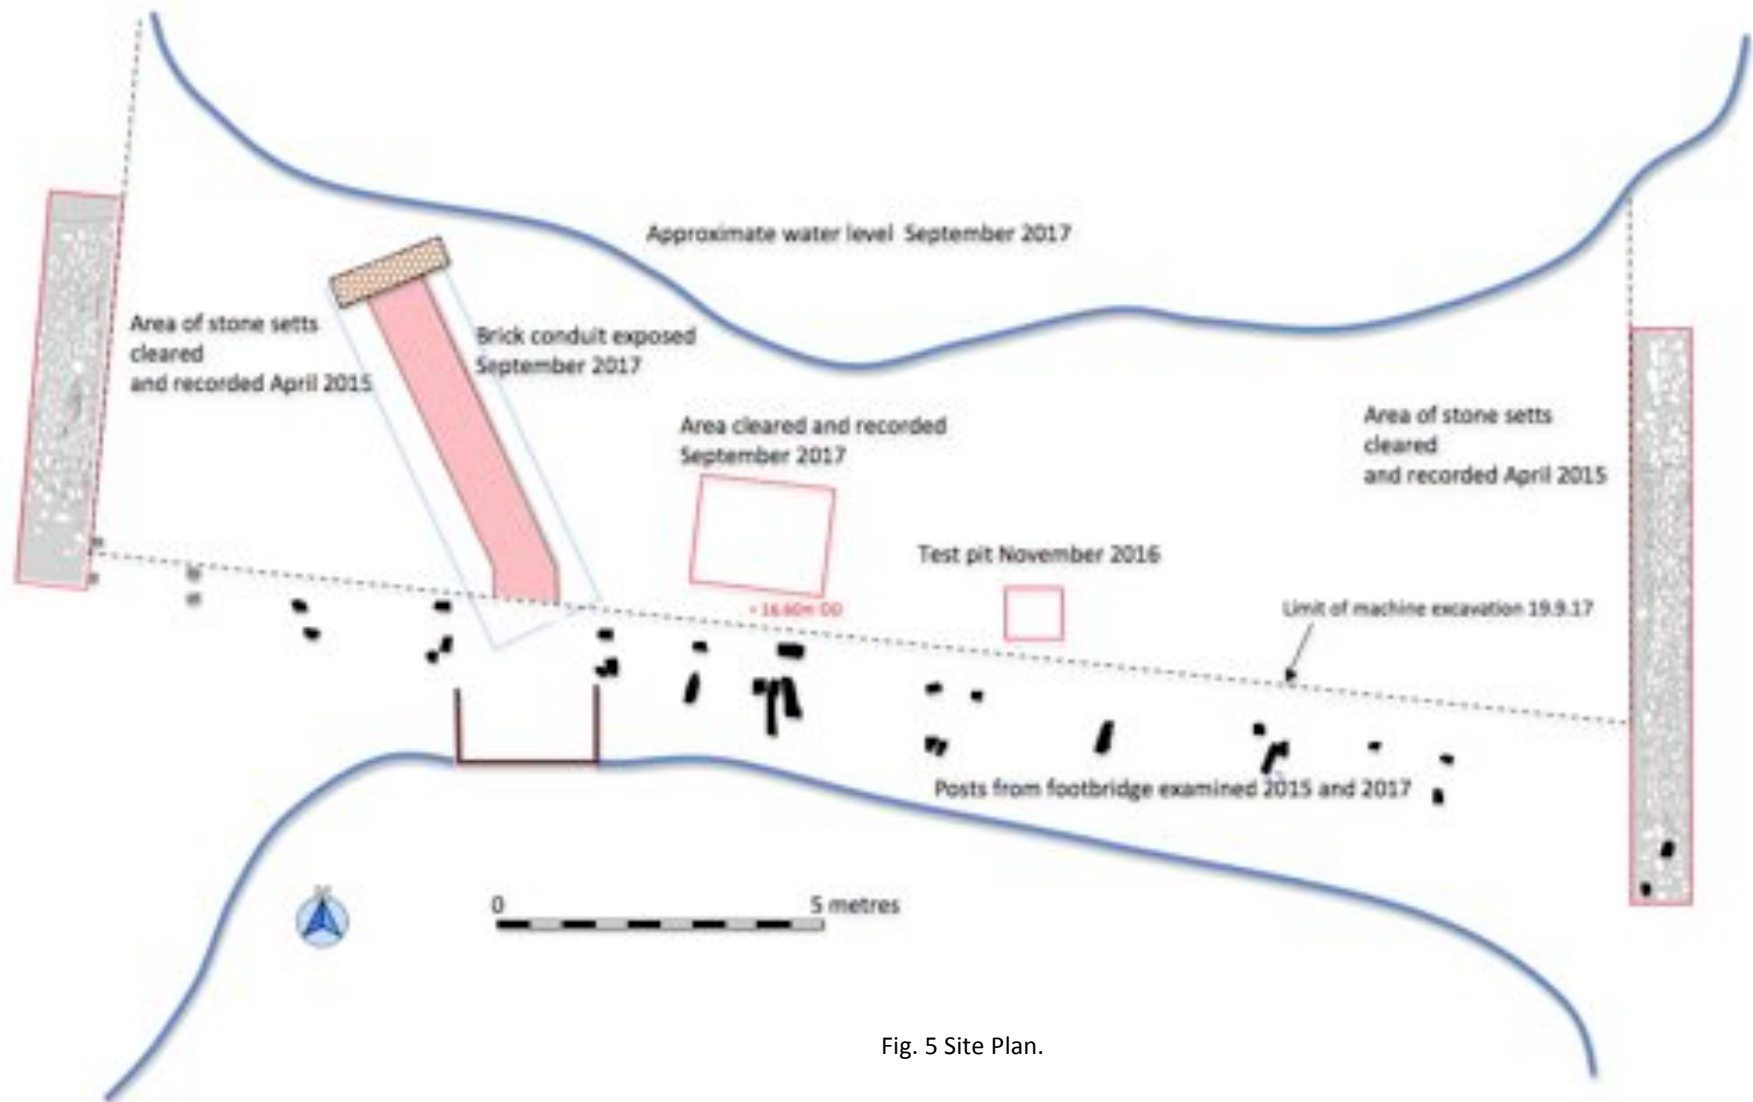 Approximate water level September 2017
Area of stone setts
cleared
and recorded April 2015
Brick conduit exposed
September 2017
Area cleared and recorded
September 2017
Area of stone setts
cleared
and recorded April 2015
Test pit November 2016
16.60m OD
Limit of machine excavation 19.9.17
Posts from footbridge examined 2015 and 2017
N
0 5 metres
Fig. 5 Site Plan.